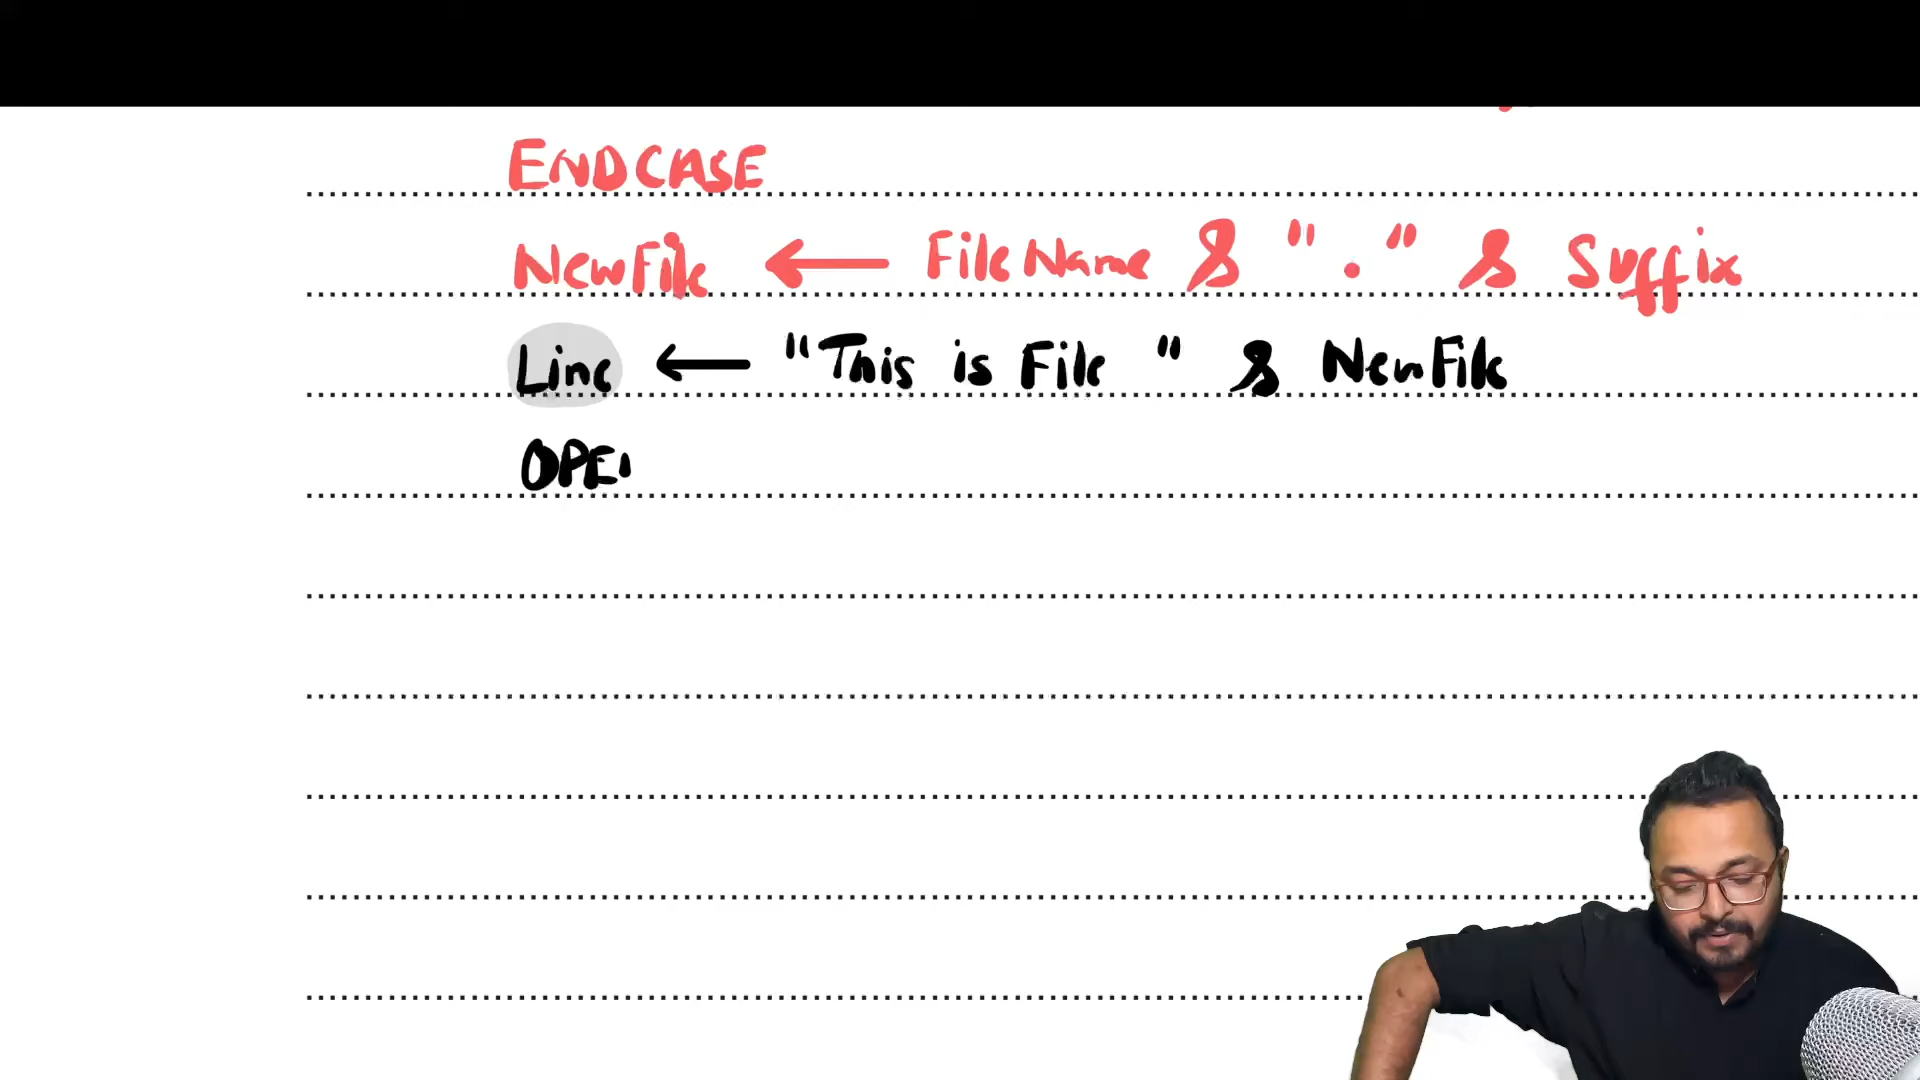 ENDCASE
NewFile ← FileName & "." & Suffix
Line ← "This is File " & NewFile
OPE